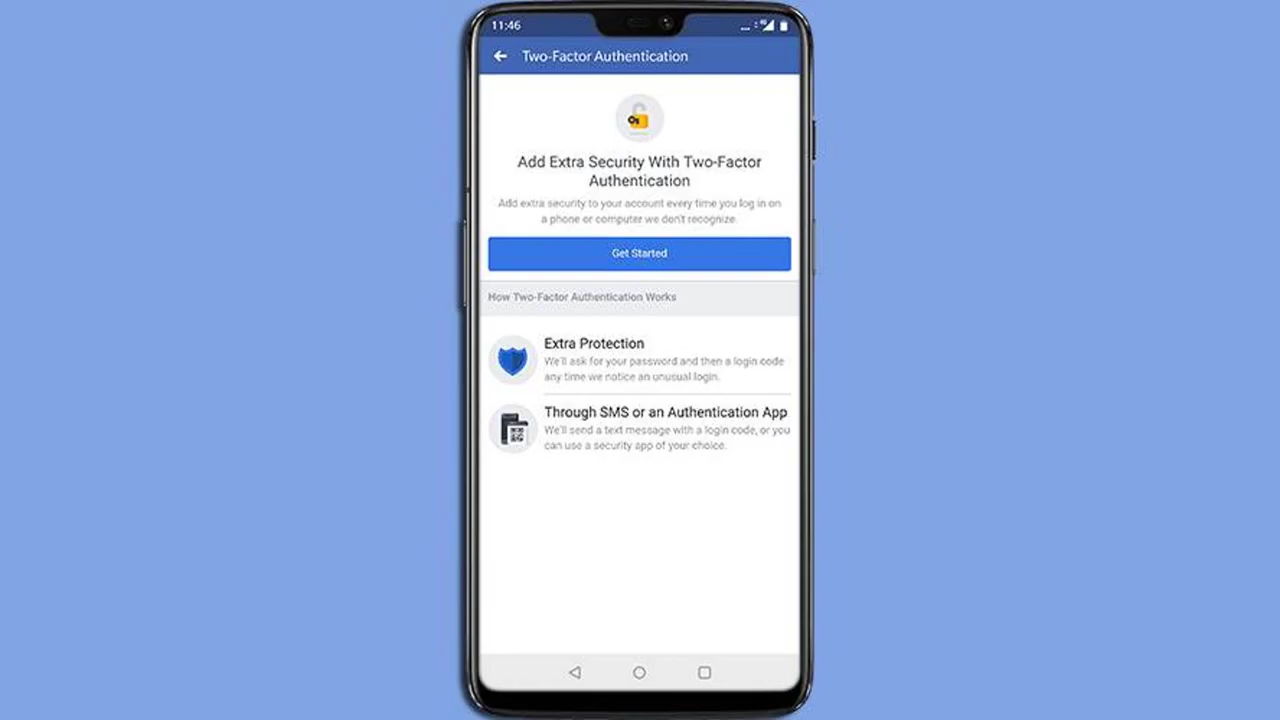 11:46
Two-Factor Authentication
Add Extra Security With Two-Factor
Authentication
Add extra security to your account every time you log in on
a phone or computer we don't recognize.
Get Started
How Two-Factor Authentication Works
Extra Protection
We'll ask for your password and then a login code
any time we notice an unusual login.
Through SMS or an Authentication App
We'll send a text message with a login code, or you
can use a security app of your choice.